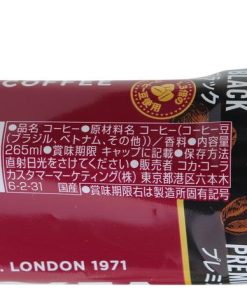 COFFEE
●品名 コーヒー●原材料名 コーヒー(コーヒー豆
(ブラジル、ベトナム、その他))／香料●内容量
265ml●賞味期限 キャップに記載●保存方法
直射日光をさけてください●販売者 コカ・コーラ
カスタマーマーケティング(株) 東京都港区六本木
6-2-31 国産 ●賞味期限右は製造所固有記号
LONDON 1971
BLACK
ック
PREM
プレミ